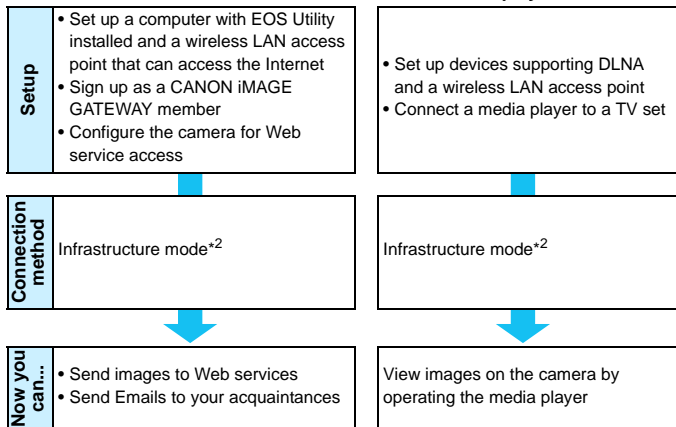 Setup
• Set up a computer with EOS Utility
installed and a wireless LAN access
point that can access the Internet
• Sign up as a CANON iMAGE
GATEWAY member
• Configure the camera for Web
service access
• Set up devices supporting DLNA
and a wireless LAN access point
• Connect a media player to a TV set
Connection
method
Infrastructure mode*2
Infrastructure mode*2
Now you
can...
• Send images to Web services
• Send Emails to your acquaintances
View images on the camera by
operating the media player